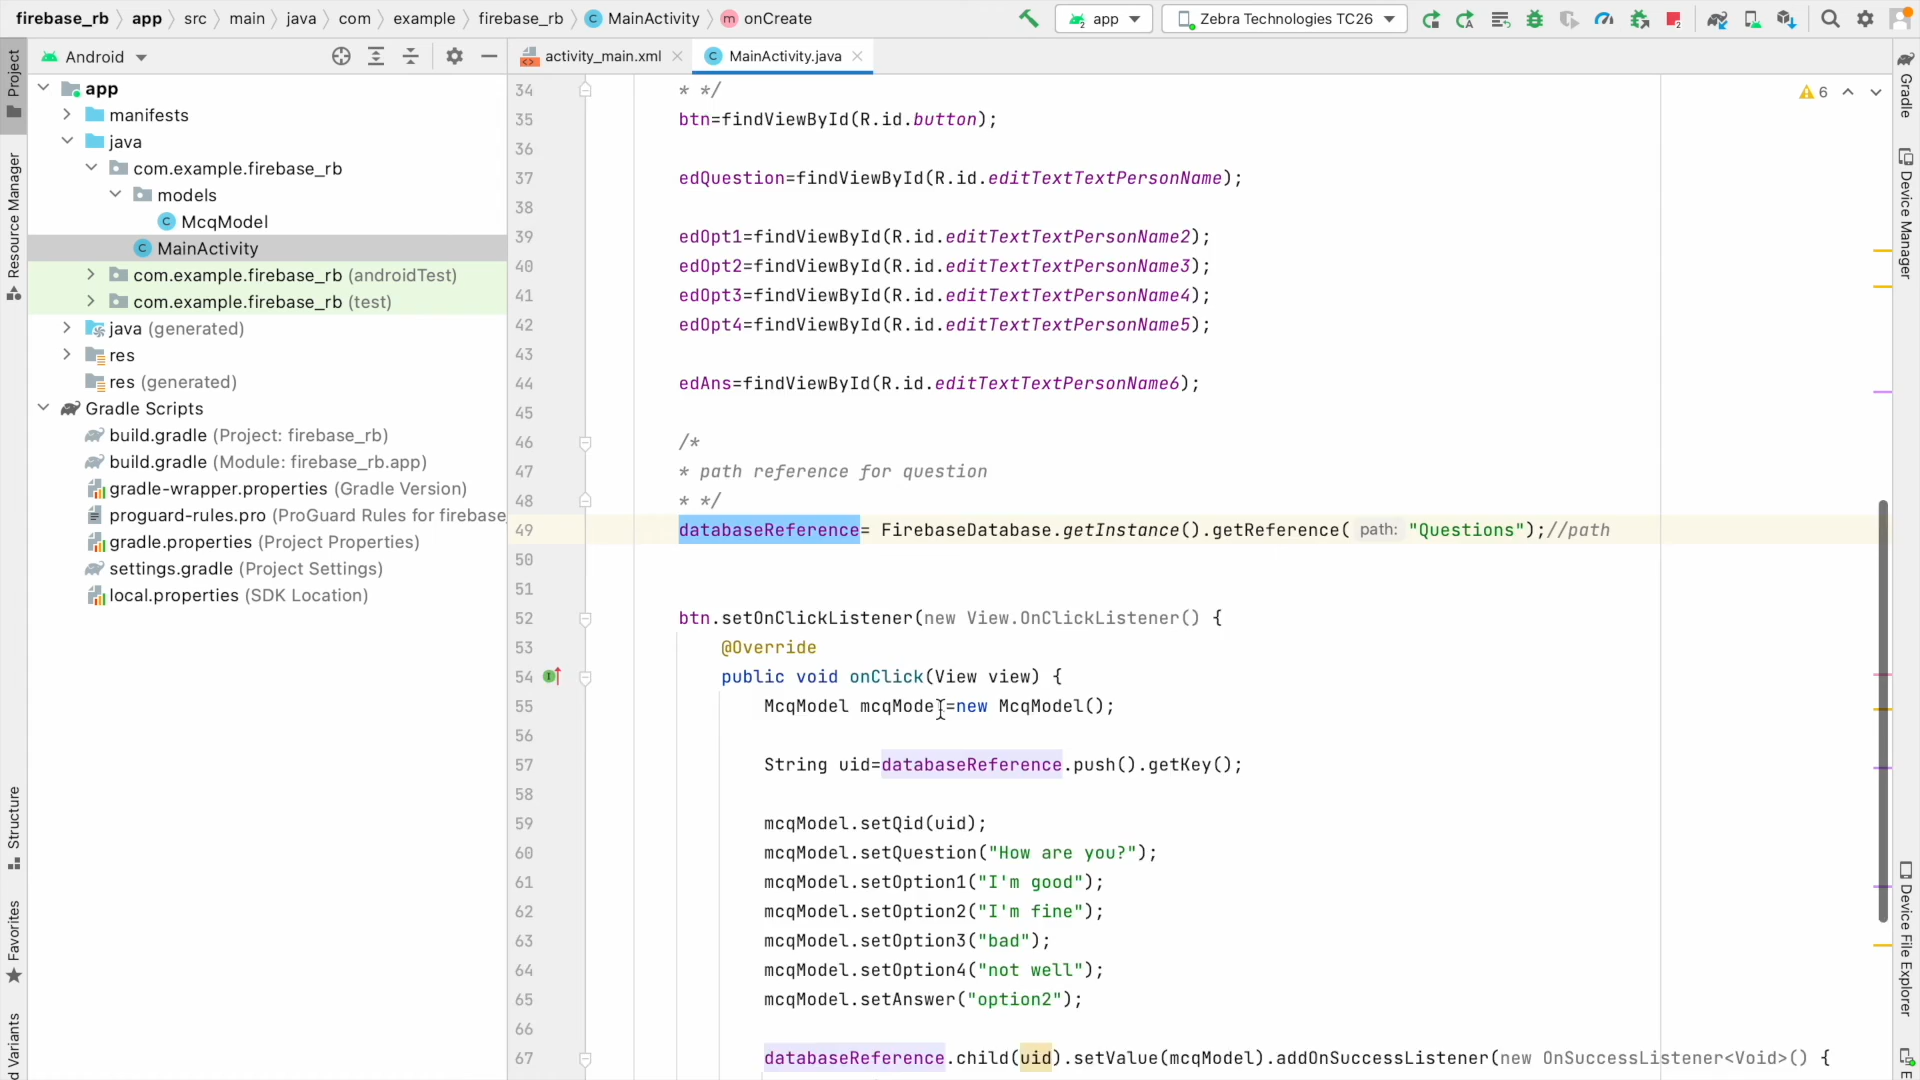 firebase_rb app src main java com example firebase_rb MainActivity onCreate
app Zebra Technologies TC26
Project
Resource Manager
Structure
Favorites
d Variants
Android
app
manifests
java
com.example.firebase_rb
models
McqModel
MainActivity
com.example.firebase_rb (androidTest)
com.example.firebase_rb (test)
java (generated)
res
res (generated)
Gradle Scripts
build.gradle (Project: firebase_rb)
build.gradle (Module: firebase_rb.app)
gradle-wrapper.properties (Gradle Version)
proguard-rules.pro (ProGuard Rules for firebase
gradle.properties (Project Properties)
settings.gradle (Project Settings)
local.properties (SDK Location)
activity_main.xml MainActivity.java
6
34 * */
35 btn=findViewById(R.id.button);
36
37 edQuestion=findViewById(R.id.editTextTextPersonName);
38
39 edOpt1=findViewById(R.id.editTextTextPersonName2);
40 edOpt2=findViewById(R.id.editTextTextPersonName3);
41 edOpt3=findViewById(R.id.editTextTextPersonName4);
42 edOpt4=findViewById(R.id.editTextTextPersonName5);
43
44 edAns=findViewById(R.id.editTextTextPersonName6);
45
46 /*
47 * path reference for question
48 * */
49 databaseReference= FirebaseDatabase.getInstance().getReference( path: "Questions");//path
50
51
52 btn.setOnClickListener(new View.OnClickListener() {
53 @Override
54 public void onClick(View view) {
55 McqModel mcqModel=new McqModel();
56
57 String uid=databaseReference.push().getKey();
58
59 mcqModel.setQid(uid);
60 mcqModel.setQuestion("How are you?");
61 mcqModel.setOption1("I'm good");
62 mcqModel.setOption2("I'm fine");
63 mcqModel.setOption3("bad");
64 mcqModel.setOption4("not well");
65 mcqModel.setAnswer("option2");
66
67 databaseReference.child(uid).setValue(mcqModel).addOnSuccessListener(new OnSuccessListener<Void>() {
Gradle
Device Manager
Device File Explorer
E